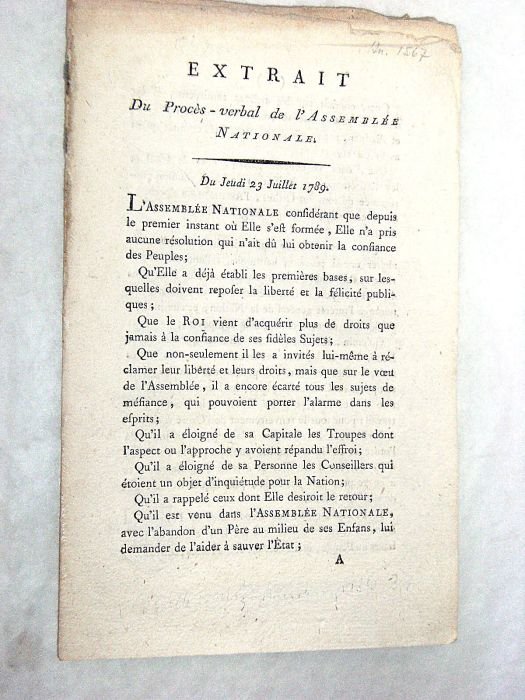 Un. 1567
EXTRAIT
Du Procès-verbal de l'ASSEMBLÉE
NATIONALE.
Du Jeudi 23 Juillet 1789.
L'ASSEMBLÉE NATIONALE conſidérant que depuis
le premier inſtant où Elle s'eſt formée, Elle n'a pris
aucune réſolution qui n'ait dû lui obtenir la confiance
des Peuples;
Qu'Elle a déjà établi les premières baſes, ſur leſ-
quelles doivent repoſer la liberté et la félicité publi-
ques;
Que le ROI vient d'acquérir plus de droits que
jamais à la confiance de ses fidèles Sujets;
Que non-seulement il les a invités lui-même à ré-
clamer leur liberté et leurs droits, mais que sur le vœu
de l'Aſſemblée, il a encore écarté tous les sujets de
méfiance, qui pouvoient porter l'alarme dans les
eſprits;
Qu'il a éloigné de sa Capitale les Troupes dont
l'aspect ou l'approche y avoient répandu l'effroi;
Qu'il a éloigné de sa Personne les Conseillers qui
étoient un objet d'inquiétude pour la Nation;
Qu'il a rappelé ceux dont Elle desiroit le retour;
Qu'il est venu dans l'ASSEMBLÉE NATIONALE,
avec l'abandon d'un Père au milieu de ses Enfans, lui
demander de l'aider à sauver l'État;
A